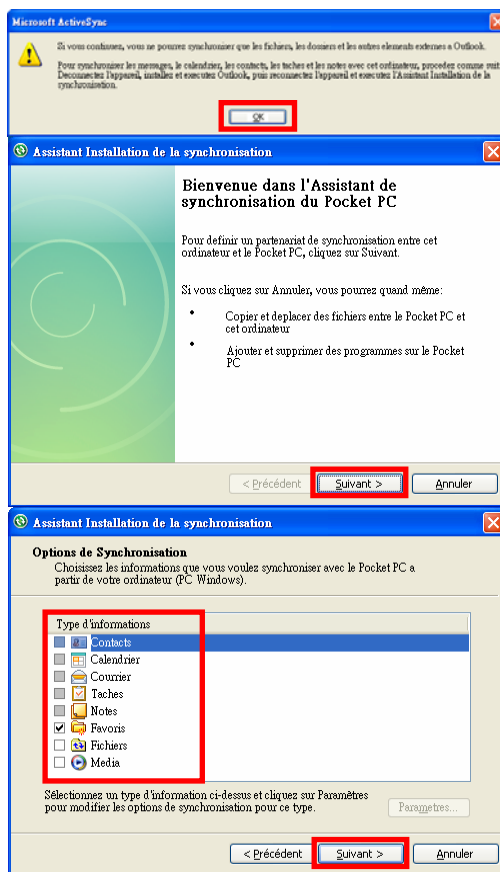 Microsoft ActiveSync
Si vous continuez, vous ne pourrez synchroniser que les fichiers, les dossiers et les autres elements externes a Outlook.
Pour synchroniser les messages, le calendrier, les contacts, les taches et les notes avec cet ordinateur, procedez comme suit
Deconnectez l'appareil, installez et executez Outlook, puis reconnectez l'appareil et executez l'Assistant Installation de la
synchronisation.
OK
Assistant Installation de la synchronisation
Bienvenue dans l'Assistant de
synchronisation du Pocket PC
Pour definir un partenariat de synchronisation entre cet
ordinateur et le Pocket PC, cliquez sur Suivant.
Si vous cliquez sur Annuler, vous pourrez quand même:
• Copier et deplacer des fichiers entre le Pocket PC et
cet ordinateur
• Ajouter et supprimer des programmes sur le Pocket
PC
< Précédent Suivant > Annuler
Assistant Installation de la synchronisation
Options de Synchronisation
Choisissez les informations que vous voulez synchroniser avec le Pocket PC a
partir de votre ordinateur (PC Windows).
Type d'informations
Contacts
Calendrier
Courrier
Taches
Notes
Favoris
Fichiers
Media
Sélectionnez un type d'information ci-dessus et cliquez sur Paramêtres
pour modifier les options de synchronisation pour ce type.
Parametres...
< Précédent Suivant > Annuler